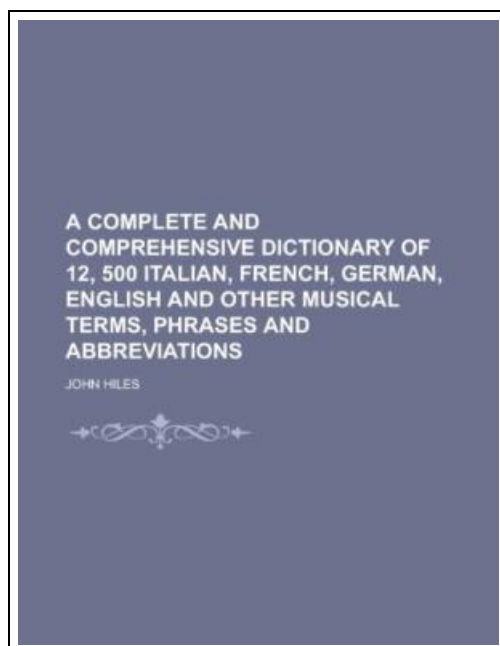 A COMPLETE AND
COMPREHENSIVE DICTIONARY OF
12, 500 ITALIAN, FRENCH, GERMAN,
ENGLISH AND OTHER MUSICAL
TERMS, PHRASES AND
ABBREVIATIONS
JOHN HILES